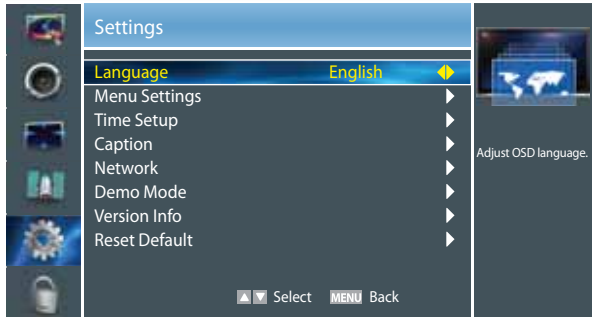 Settings
Language English
Menu Settings
Time Setup
Caption
Network
Demo Mode
Version Info
Reset Default
Select MENU Back
Adjust OSD language.